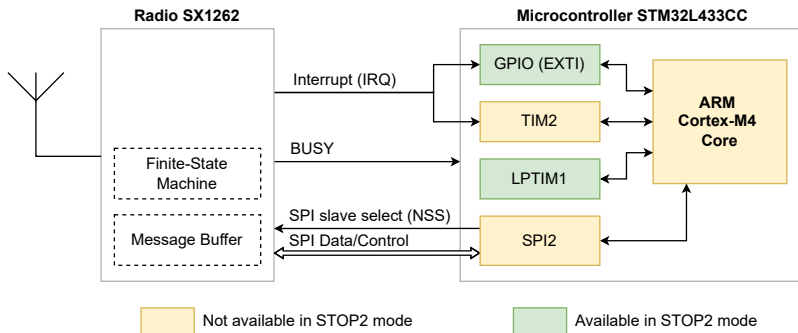 Radio SX1262
Microcontroller STM32L433CC
Interrupt (IRQ)
GPIO (EXTI)
ARM
Cortex-M4
Core
TIM2
BUSY
Finite-State
Machine
LPTIM1
SPI slave select (NSS)
Message Buffer
SPI Data/Control
SPI2
Not available in STOP2 mode
Available in STOP2 mode